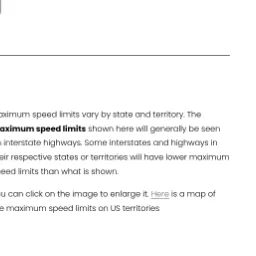 aximum speed limits vary by state and territory. The
aximum speed limits shown here will generally be seen
interstate highways. Some interstates and highways in
eir respective states or territories will have lower maximum
eed limits than what is shown.
u can click on the image to enlarge it. Here is a map of
e maximum speed limits on US territories